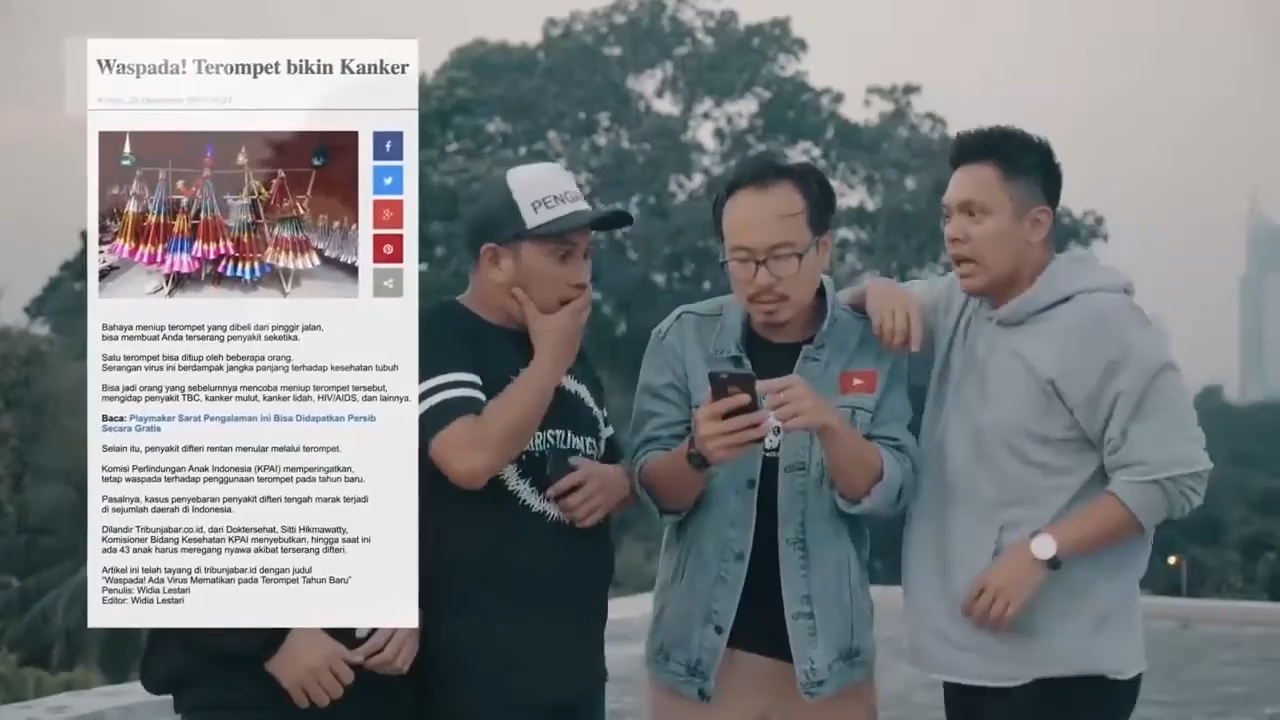 Waspada! Terompet bikin Kanker
Bahaya meniup terompet yang dibeli dari pinggir jalan,
bisa membuat Anda terserang penyakit seketika.
Satu terompet bisa ditiup oleh beberapa orang.
Serangan virus ini berdampak jangka panjang terhadap kesehatan tubuh
Bisa jadi orang yang sebelumnya mencoba meniup terompet tersebut,
mengidap penyakit TBC, kanker mulut, kanker lidah, HIV/AIDS, dan lainnya.
Baca: Playmaker Sarat Pengalaman ini Bisa Didapatkan Persib
Secara Gratis
Selain itu, penyakit difteri rentan menular melalui terompet.
Komisi Perlindungan Anak Indonesia (KPAI) memperingatkan,
tetap waspada terhadap penggunaan terompet pada tahun baru.
Pasalnya, kasus penyebaran penyakit difteri tengah marak terjadi
di sejumlah daerah di Indonesia.
Dilandir Tribunjabar.co.id, dari Doktersehat, Sitti Hikmawatty,
Komisioner Bidang Kesehatan KPAI menyebutkan, hingga saat ini
ada 43 anak harus meregang nyawa akibat terserang difteri.
Artikel ini telah tayang di tribunjabar.id dengan judul
"Waspada! Ada Virus Mematikan pada Terompet Tahun Baru"
Penulis: Widia Lestari
Editor: Widia Lestari